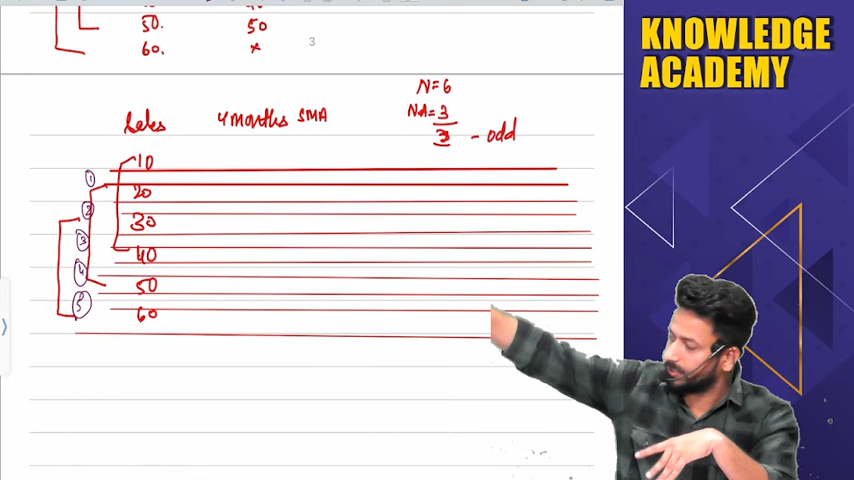 50. 50
60. *
3
KNOWLEDGE
ACADEMY
N=6
Sales 4 months SMA NA=3
3 - odd
10
①
20
②
30
③
40
④
50
⑤
60